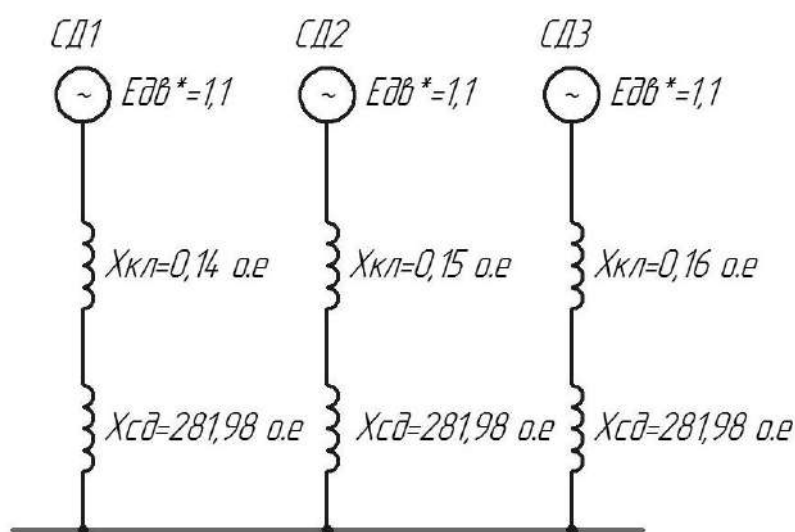 СД1 СД2 СД3
~ Едв*=1,1 ~ Едв*=1,1 ~ Едв*=1,1
Хкл=0,14 о.е Хкл=0,15 о.е Хкл=0,16 о.е
Хсд=281,98 о.е Хсд=281,98 о.е Хсд=281,98 о.е